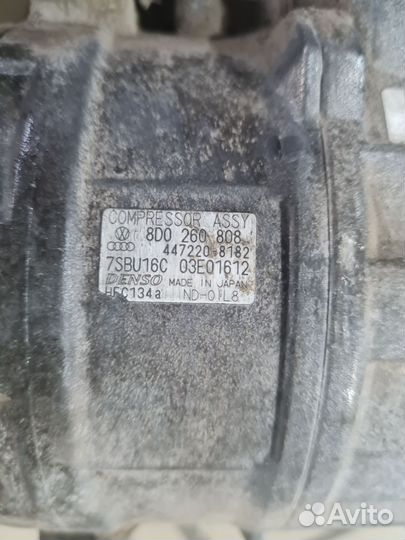 COMPRESSOR ASSY
8D0 260 808
447220-8182
7SBU16C 03E01612
DENSO MADE IN JAPAN
HFC134a ND-OIL8
Avito